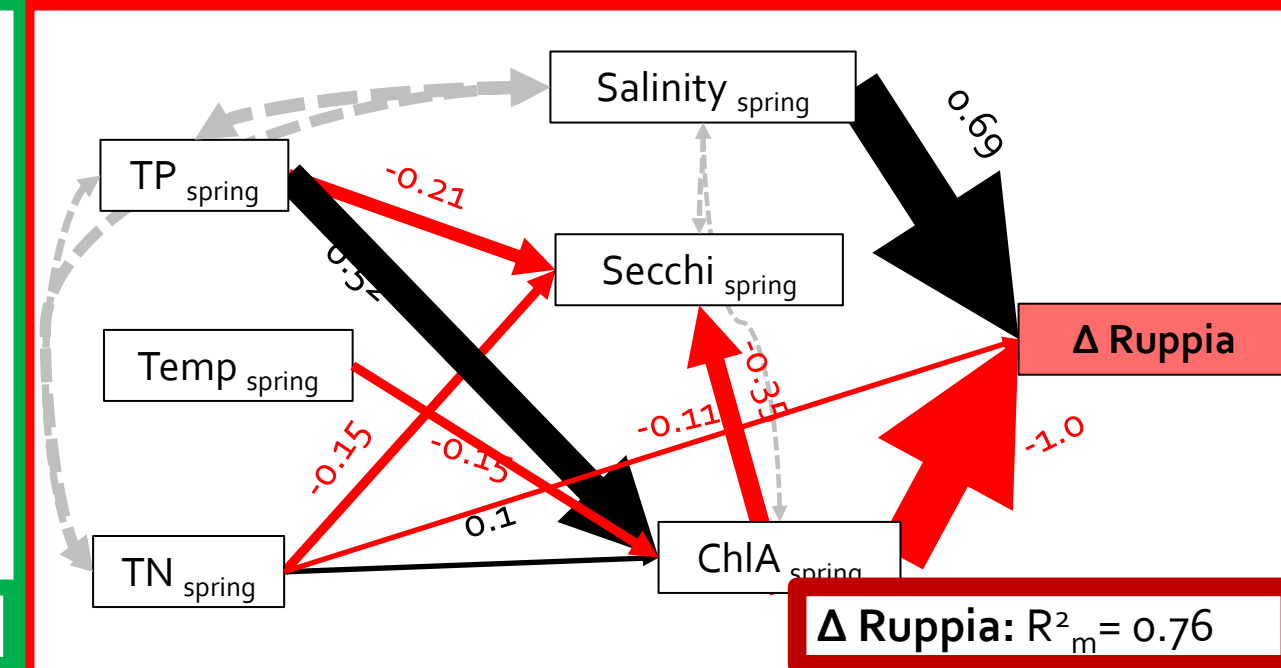 Salinity spring
0.69
TP spring
-0.21
0.52
Secchi spring
Δ Ruppia
Temp spring
-0.35
-0.11
-1.0
-0.15
-0.15
0.1
TN spring
ChlA spring
Δ Ruppia: R²m= 0.76